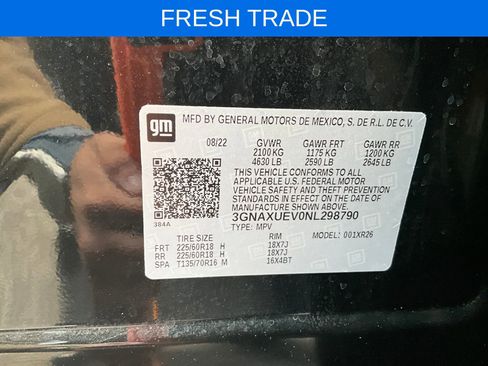 FRESH TRADE
gm
MFD BY GENERAL MOTORS DE MEXICO, S. DE R.L. DE C.V.
08/22 GVWR GAWR FRT GAWR RR
2100 KG 1175 KG 1200 KG
4630 LB 2590 LB 2645 LB
THIS VEHICLE CONFORMS TO ALL
APPLICABLE U.S. FEDERAL MOTOR
VEHICLE SAFETY AND THEFT PREVENTION
STANDARDS IN EFFECT ON THE DATE OF
MANUFACTURE SHOWN ABOVE.
3GNAXUEV0NL298790
384A TYPE: MPV
TIRE SIZE RIM MODEL: 001XR26
FRT 225/60R18 H 18X7J
RR 225/60R18 H 18X7J
SPA T135/70R16 M 16X4BT